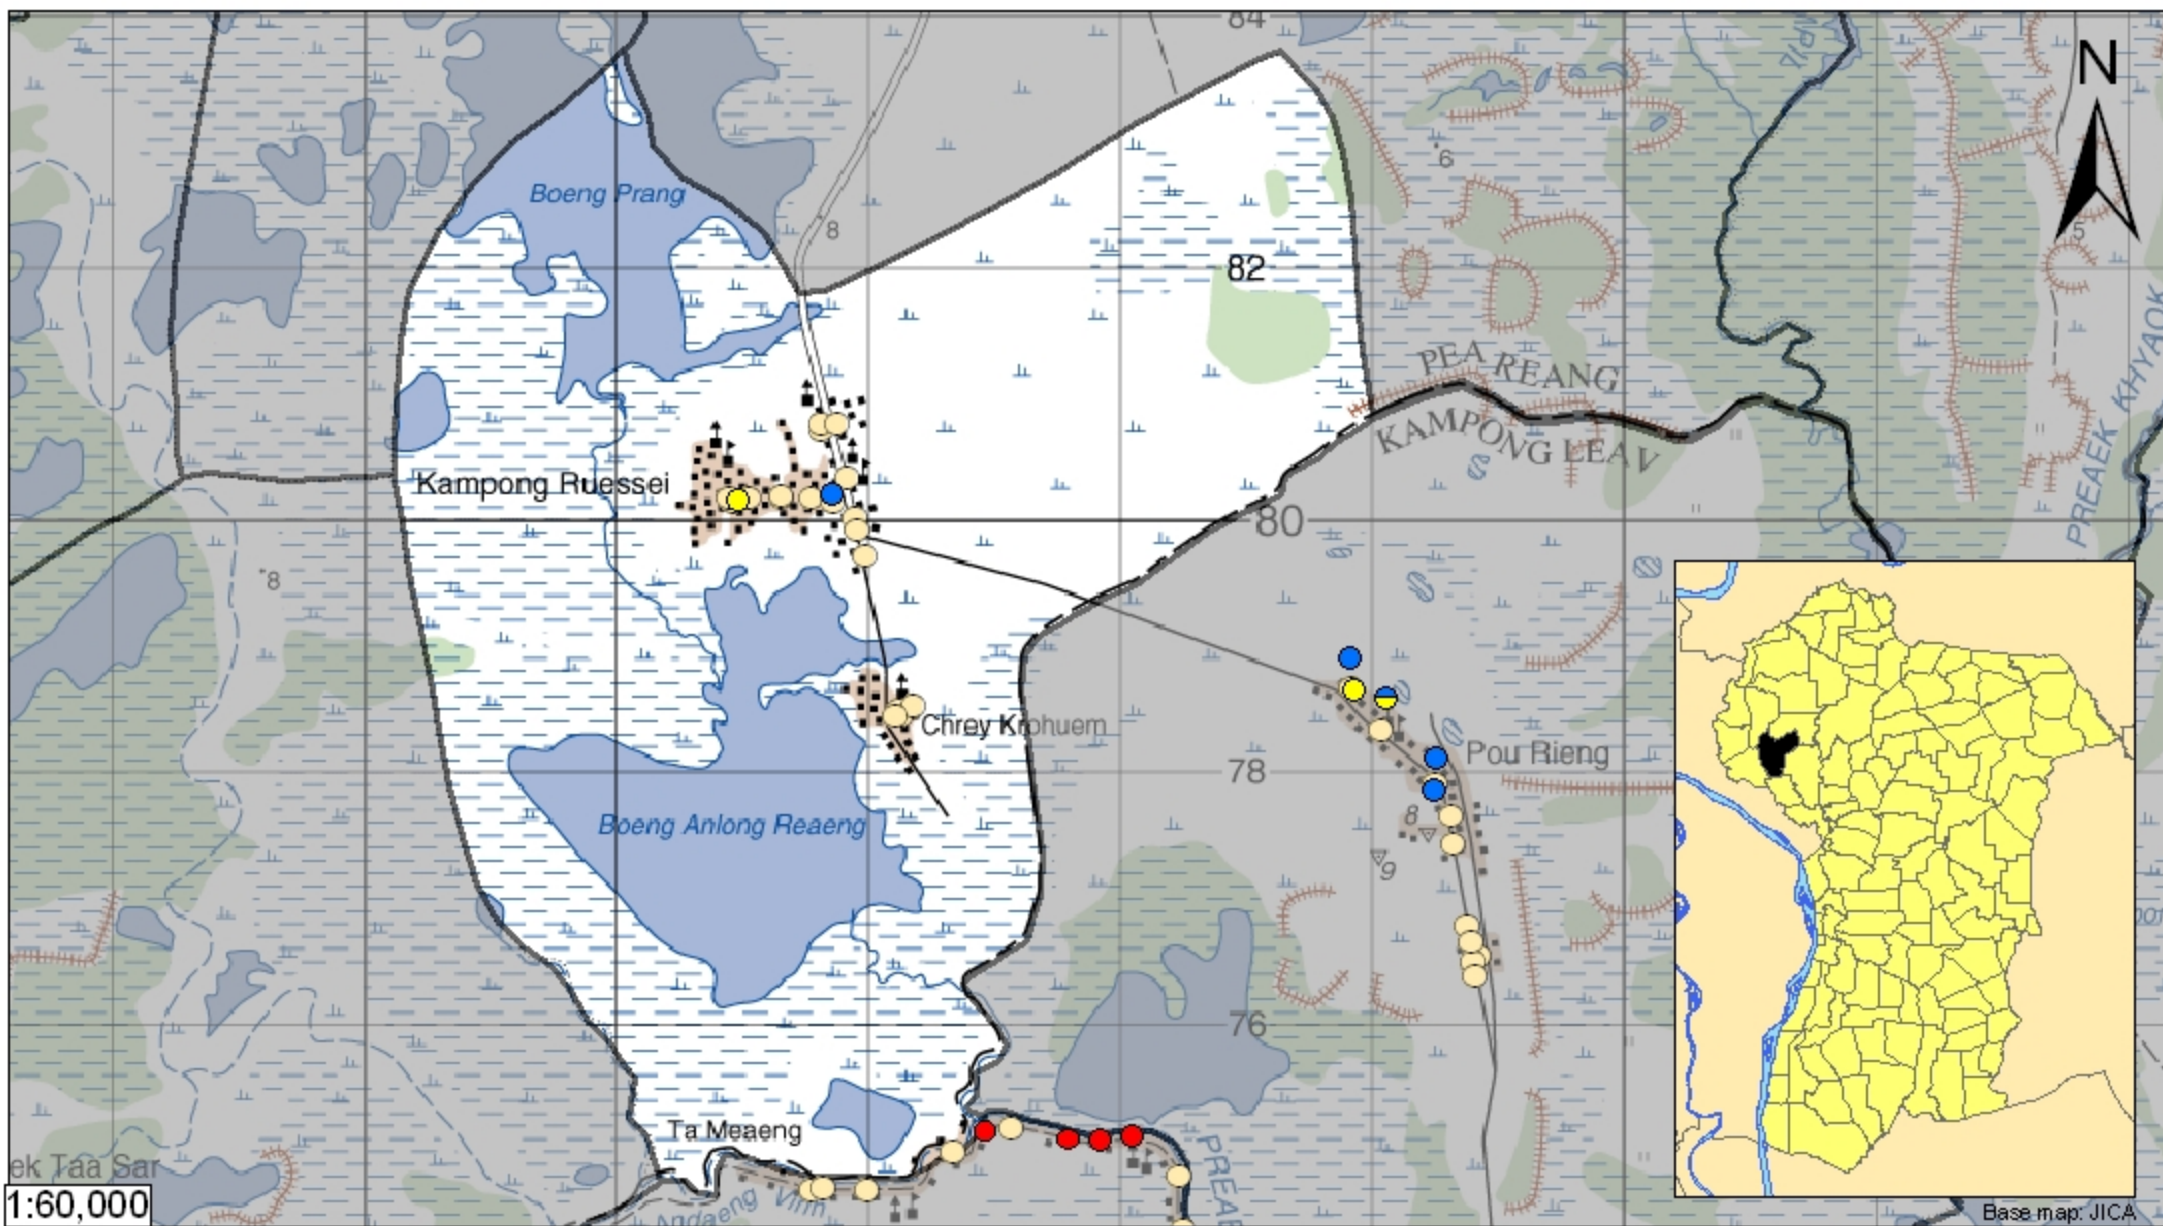 84
N
6
Boeng Prang
8
5
82
PEA REANG
KAMPONG LEAV
PREAEK KHYAOK
Kampong Ruessei
80
8
Chrey Krohuem
Pou Rieng
78
Boeng Anlong Reaeng
8
9
76
Ta Meaeng
ek Taa Sar
PREAE
Andaeng
1:60,000
Base map: JICA